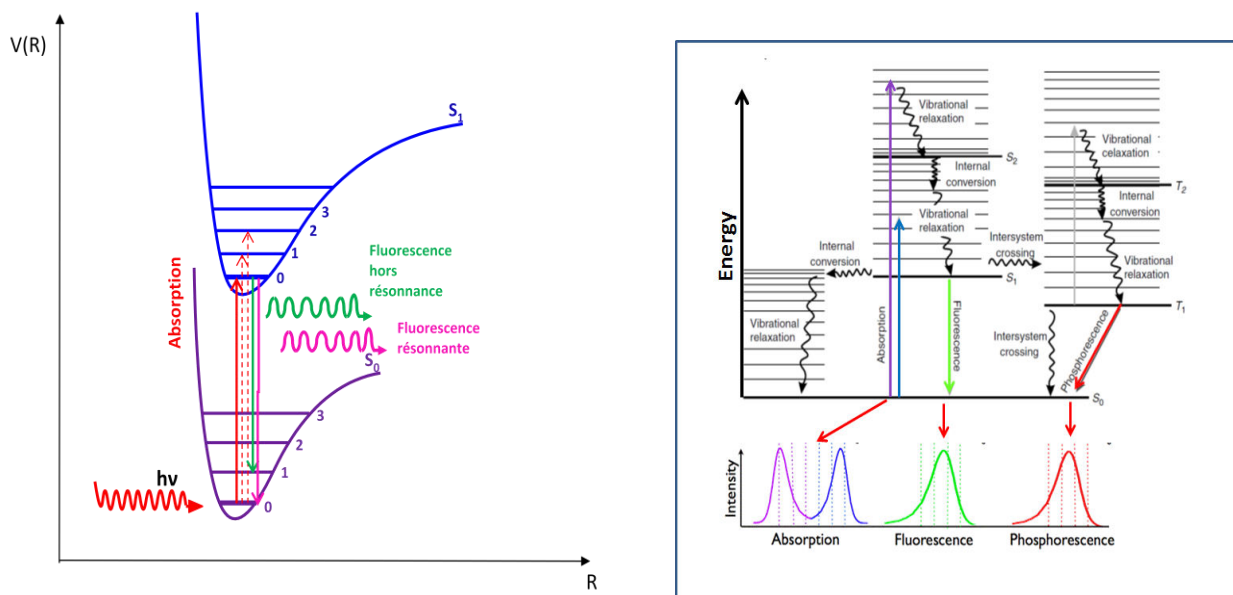 V(R)
S1
3
2
1
0
Absorption
Fluorescence
hors
résonnance
Fluorescence
résonnante
S0
3
2
1
0
hν
R
Energy
Vibrational
relaxation
S2
Internal
conversion
Vibrational
relaxation
Internal
conversion
S1
Vibrational
relaxation
Absorption
Fluorescence
Intersystem
crossing
Vibrational
celaxation
T2
Internal
conversion
Vibrational
relaxation
T1
Intersystem
crossing
Phosphorescence
S0
Intensity
Absorption
Fluorescence
Phosphorescence